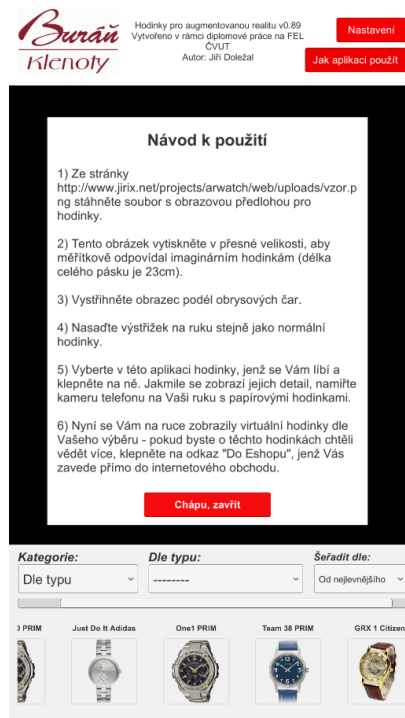 Buráň
Klenoty
Hodinky pro augmentovanou realitu v0.89
Vytvořeno v rámci diplomové práce na FEL
ČVUT
Autor: Jiří Doležal
Nastavení
Jak aplikaci použít
Návod k použití
1) Ze stránky
http://www.jirix.net/projects/arwatch/web/uploads/vzor.p
ng stáhněte soubor s obrazovou předlohou pro
hodinky.
2) Tento obrázek vytiskněte v přesné velikosti, aby
měřítkově odpovídal imaginárním hodinkám (délka
celého pásku je 23cm).
3) Vystřihněte obrazec podél obrysových čar.
4) Nasaďte výstřižek na ruku stejně jako normální
hodinky.
5) Vyberte v této aplikaci hodinky, jenž se Vám líbí a
klepněte na ně. Jakmile se zobrazí jejich detail, namiřte
kameru telefonu na Vaši ruku s papírovými hodinkami.
6) Nyní se Vám na ruce zobrazily virtuální hodinky dle
Vašeho výběru - pokud byste o těchto hodinkách chtěli
vědět více, klepněte na odkaz "Do Eshopu", jenž Vás
zavede přímo do internetového obchodu.
Chápu, zavřít
Kategorie:
Dle typu:
Šeřadit dle:
Dle typu
--------
Od nejlevnějšího
PRIM
Just Do It Adidas
One1 PRIM
Team 38 PRIM
GRX 1 Citizen